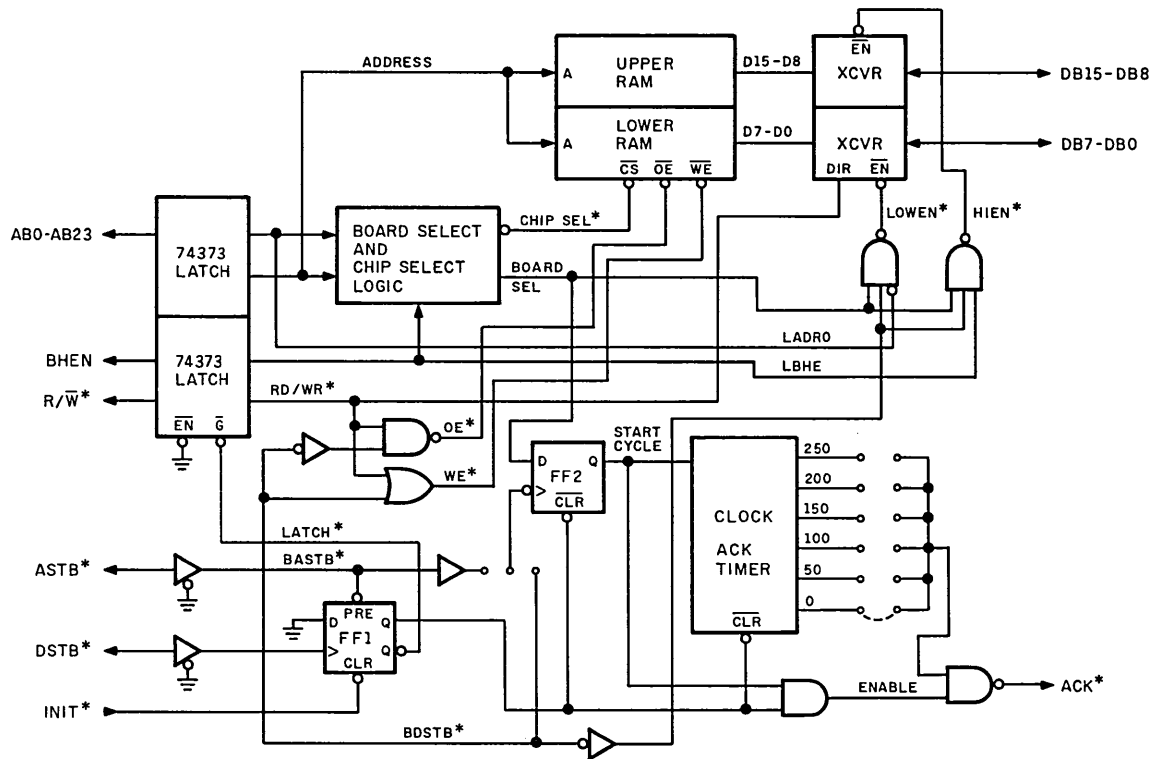 EN
ADDRESS
A
UPPER
RAM
D15-D8
XCVR
DB15-DB8
A
LOWER
RAM
D7-D0
XCVR
DB7-DB0
CS OE WE
DIR EN
LOWEN*
HIEN*
AB0-AB23
74373
LATCH
BOARD SELECT
AND
CHIP SELECT
LOGIC
CHIP SEL*
BOARD
SEL
LADR0
BHEN
74373
LATCH
LBHE
R/W*
RD/WR*
EN G
OE*
WE*
START
CYCLE
D Q
FF2
CLR
CLOCK
ACK
TIMER
CLR
250
200
150
100
50
0
LATCH*
ASTB*
BASTB*
PRE
D Q
FF1
Q
CLR
DSTB*
INIT*
ENABLE
ACK*
BDSTB*